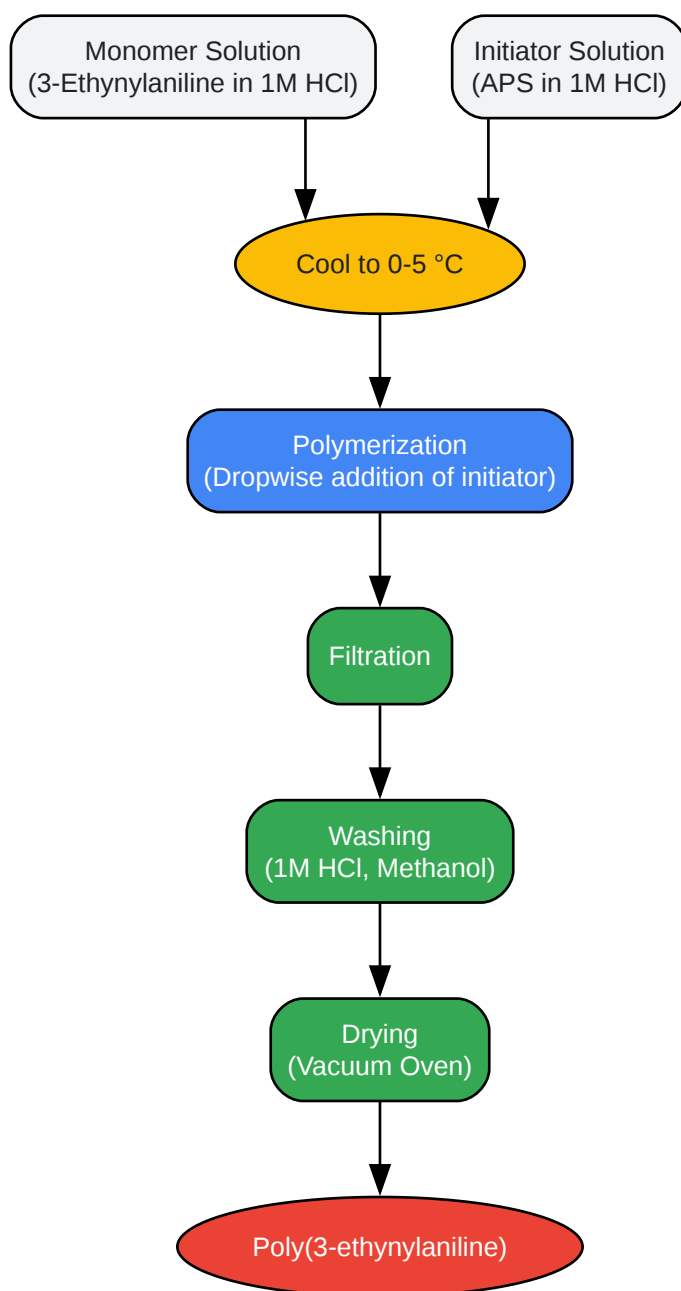 Monomer Solution
(3-Ethynylaniline in 1M HCl)
Initiator Solution
(APS in 1M HCl)
Cool to 0-5 °C
Polymerization
(Dropwise addition of initiator)
Filtration
Washing
(1M HCl, Methanol)
Drying
(Vacuum Oven)
Poly(3-ethynylaniline)